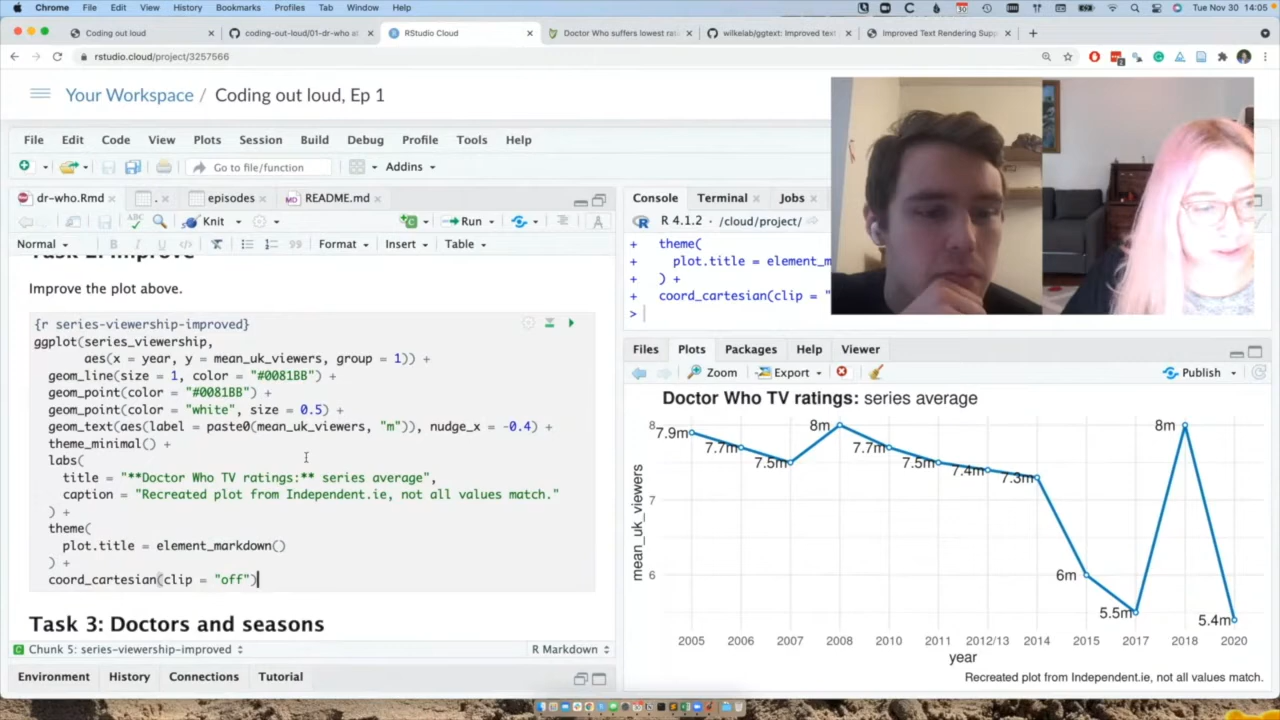 Chrome File Edit View History Bookmarks Profiles Tab Window Help Tue Nov 30 14:05
Coding out loud
coding-out-loud/01-dr-who at
RStudio Cloud
Doctor Who suffers lowest rat
wilkelab/ggtext: Improved text
Improved Text Rendering Supp
rstudio.cloud/project/3257566
Your Workspace / Coding out loud, Ep 1
File Edit Code View Plots Session Build Debug Profile Tools Help
Go to file/function Addins
dr-who.Rmd
episodes
README.md
Knit Run
Normal B I U Format Insert Table
Task 2: Improve
Improve the plot above.
{r series-viewership-improved}
ggplot(series_viewership,
aes(x = year, y = mean_uk_viewers, group = 1)) +
geom_line(size = 1, color = "#0081BB") +
geom_point(color = "#0081BB") +
geom_point(color = "white", size = 0.5) +
geom_text(aes(label = paste0(mean_uk_viewers, "m")), nudge_x = -0.4) +
theme_minimal() +
labs(
title = "**Doctor Who TV ratings:** series average",
caption = "Recreated plot from Independent.ie, not all values match."
) +
theme(
plot.title = element_markdown()
) +
coord_cartesian(clip = "off")
Task 3: Doctors and seasons
Chunk 5: series-viewership-improved R Markdown
Environment History Connections Tutorial
Console Terminal Jobs
R 4.1.2 · /cloud/project/
+ theme(
+ plot.title = element_m
+ ) +
+ coord_cartesian(clip = "
>
Files Plots Packages Help Viewer
Zoom Export Publish
Doctor Who TV ratings: series average
8
7
6
mean_uk_viewers
7.9m
7.7m
7.5m
8m
7.7m
7.5m
7.4m
7.3m
6m
5.5m
8m
5.4m
2005 2006 2007 2008 2010 2011 2012/13 2014 2015 2017 2018 2020
year
Recreated plot from Independent.ie, not all values match.